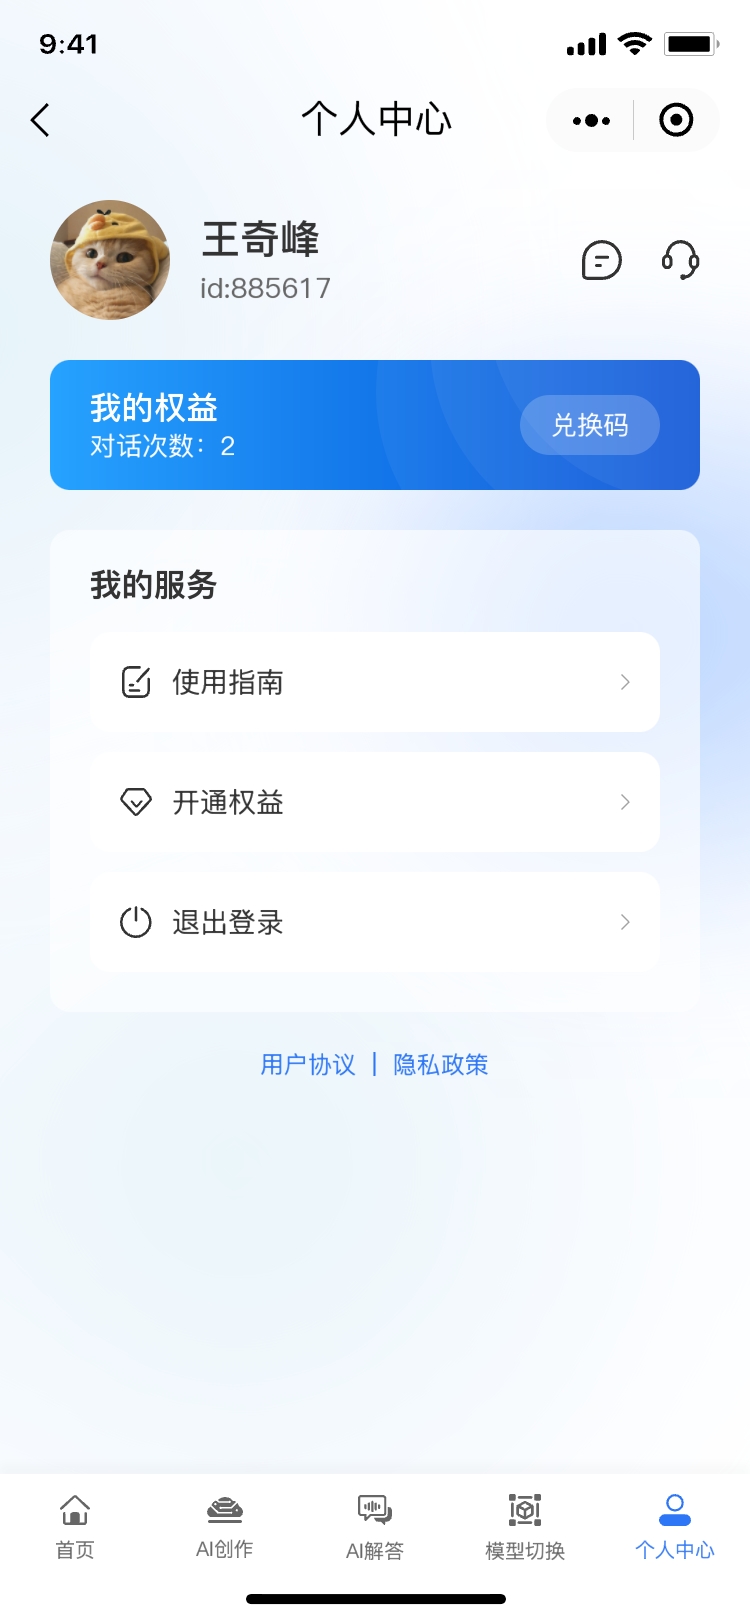 9:41
个人中心
王奇峰
id:885617
我的权益
对话次数：2
兑换码
我的服务
使用指南
开通权益
退出登录
用户协议 | 隐私政策
首页
AI创作
AI解答
模型切换
个人中心